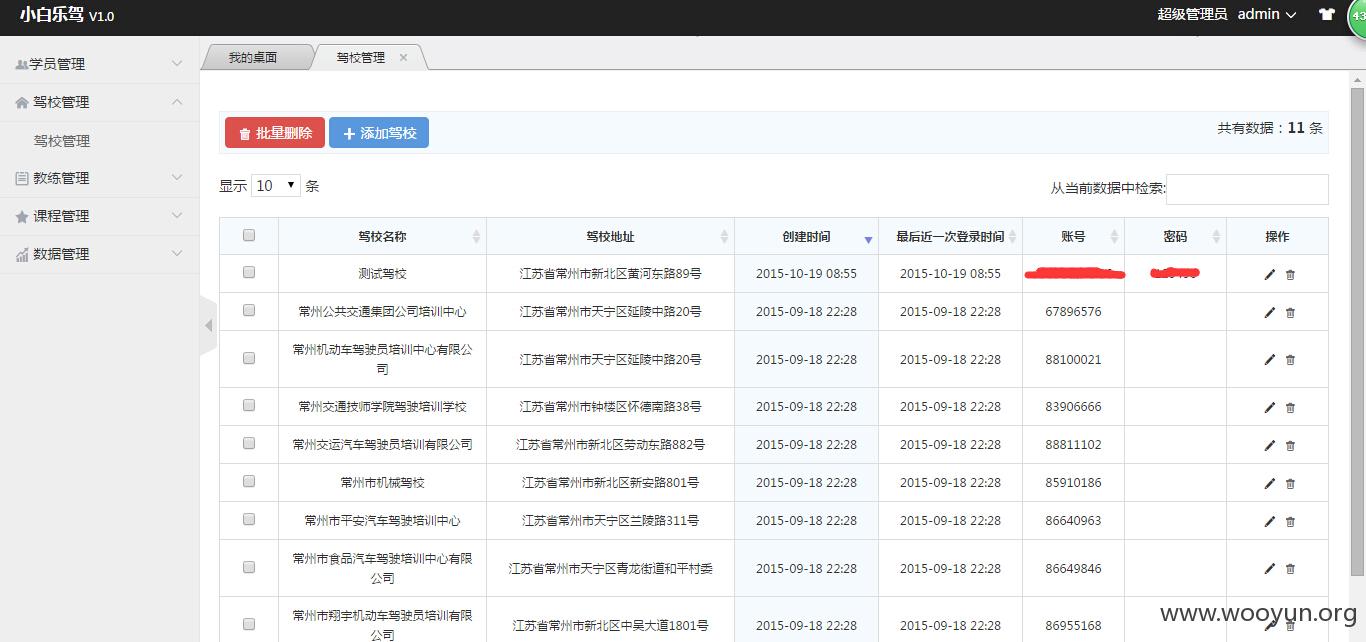 小白乐驾 V1.0
超级管理员 admin
43
学员管理
驾校管理
驾校管理
教练管理
课程管理
数据管理
我的桌面
驾校管理
批量删除
添加驾校
共有数据：11 条
显示 10 条
从当前数据中检索:
驾校名称 驾校地址 创建时间 最后近一次登录时间 账号 密码 操作
测试驾校 江苏省常州市新北区黄河东路89号 2015-10-19 08:55 2015-10-19 08:55
常州公共交通集团公司培训中心 江苏省常州市天宁区延陵中路20号 2015-09-18 22:28 2015-09-18 22:28 67896576
常州机动车驾驶员培训中心有限公
司 江苏省常州市天宁区延陵中路20号 2015-09-18 22:28 2015-09-18 22:28 88100021
常州交通技师学院驾驶培训学校 江苏省常州市钟楼区怀德南路38号 2015-09-18 22:28 2015-09-18 22:28 83906666
常州交运汽车驾驶员培训有限公司 江苏省常州市新北区劳动东路882号 2015-09-18 22:28 2015-09-18 22:28 88811102
常州市机械驾校 江苏省常州市新北区新安路801号 2015-09-18 22:28 2015-09-18 22:28 85910186
常州市平安汽车驾驶培训中心 江苏省常州市天宁区兰陵路311号 2015-09-18 22:28 2015-09-18 22:28 86640963
常州市食品汽车驾驶培训中心有限
公司 江苏省常州市天宁区青龙街道和平村委 2015-09-18 22:28 2015-09-18 22:28 86649846
常州市翔宇机动车驾驶员培训有限
公司 江苏省常州市新北区中吴大道1801号 2015-09-18 22:28 2015-09-18 22:28 86955168
www.wooyun.org